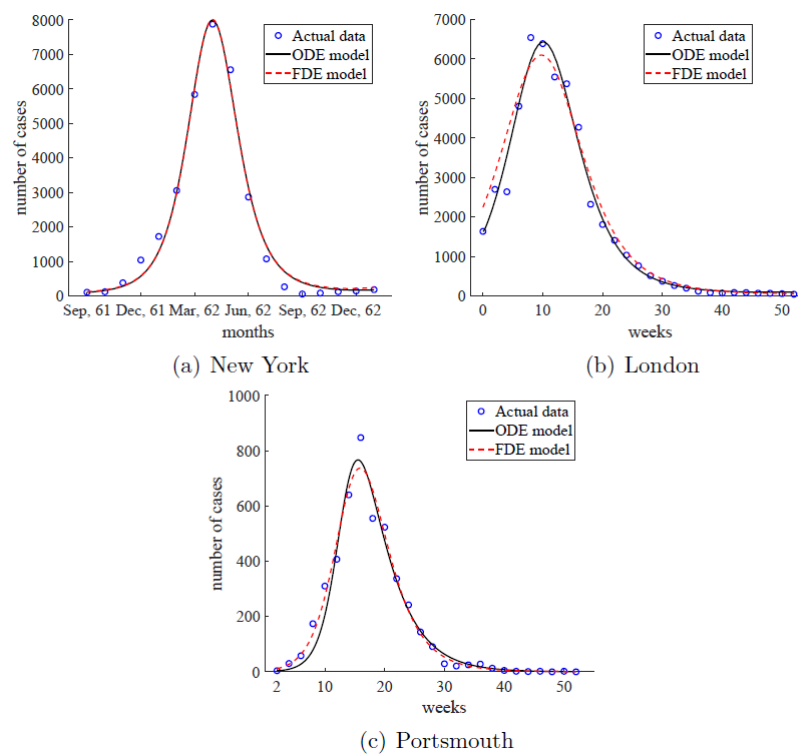 8000
7000
6000
5000
4000
3000
2000
1000
0
number of cases
Actual data
ODE model
FDE model
Sep, 61 Dec, 61 Mar, 62 Jun, 62 Sep, 62 Dec, 62
months
(a) New York
7000
6000
5000
4000
3000
2000
1000
0
number of cases
Actual data
ODE model
FDE model
0 10 20 30 40 50
weeks
(b) London
1000
800
600
400
200
0
number of cases
Actual data
ODE model
FDE model
2 10 20 30 40 50
weeks
(c) Portsmouth